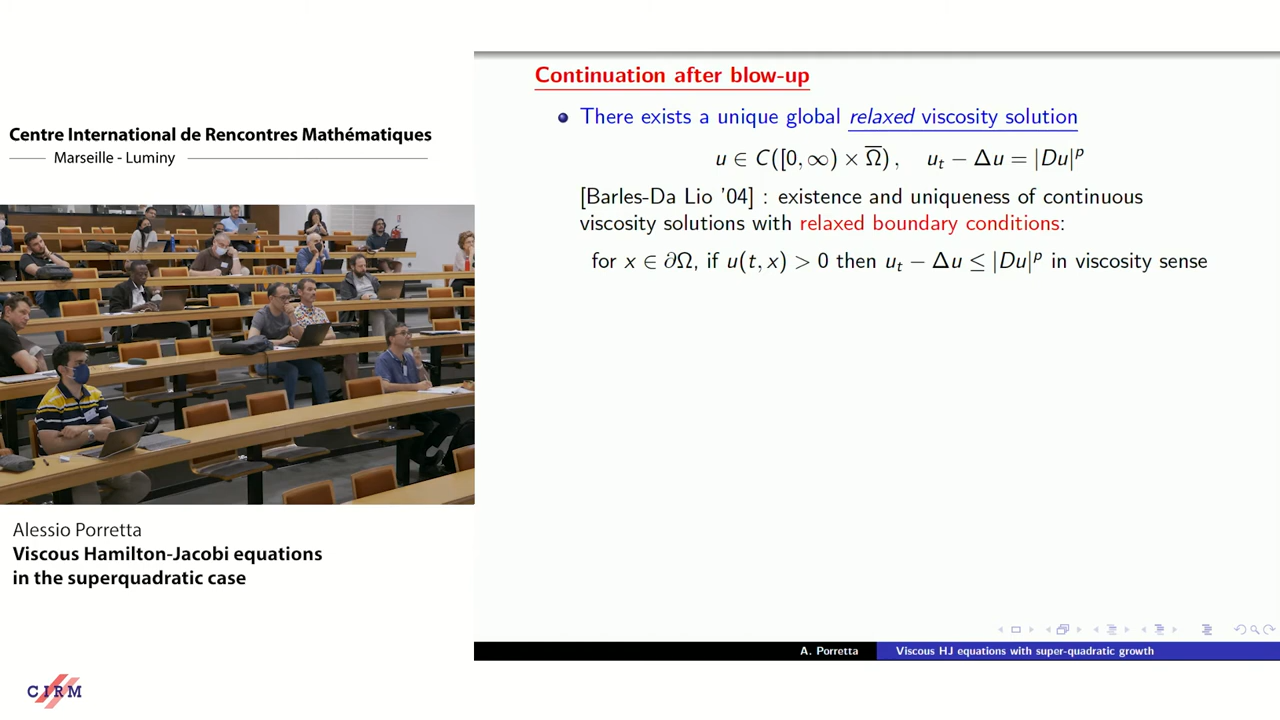 Centre International de Rencontres Mathématiques
Marseille - Luminy
Alessio Porretta
Viscous Hamilton-Jacobi equations
in the superquadratic case
CIRM
Continuation after blow-up
There exists a unique global relaxed viscosity solution
u ∈ C([0, ∞) × Ω̅) , u_t − Δu = |Du|^p
[Barles-Da Lio '04] : existence and uniqueness of continuous
viscosity solutions with relaxed boundary conditions:
for x ∈ ∂Ω, if u(t, x) > 0 then u_t − Δu ≤ |Du|^p in viscosity sense
A. Porretta
Viscous HJ equations with super-quadratic growth